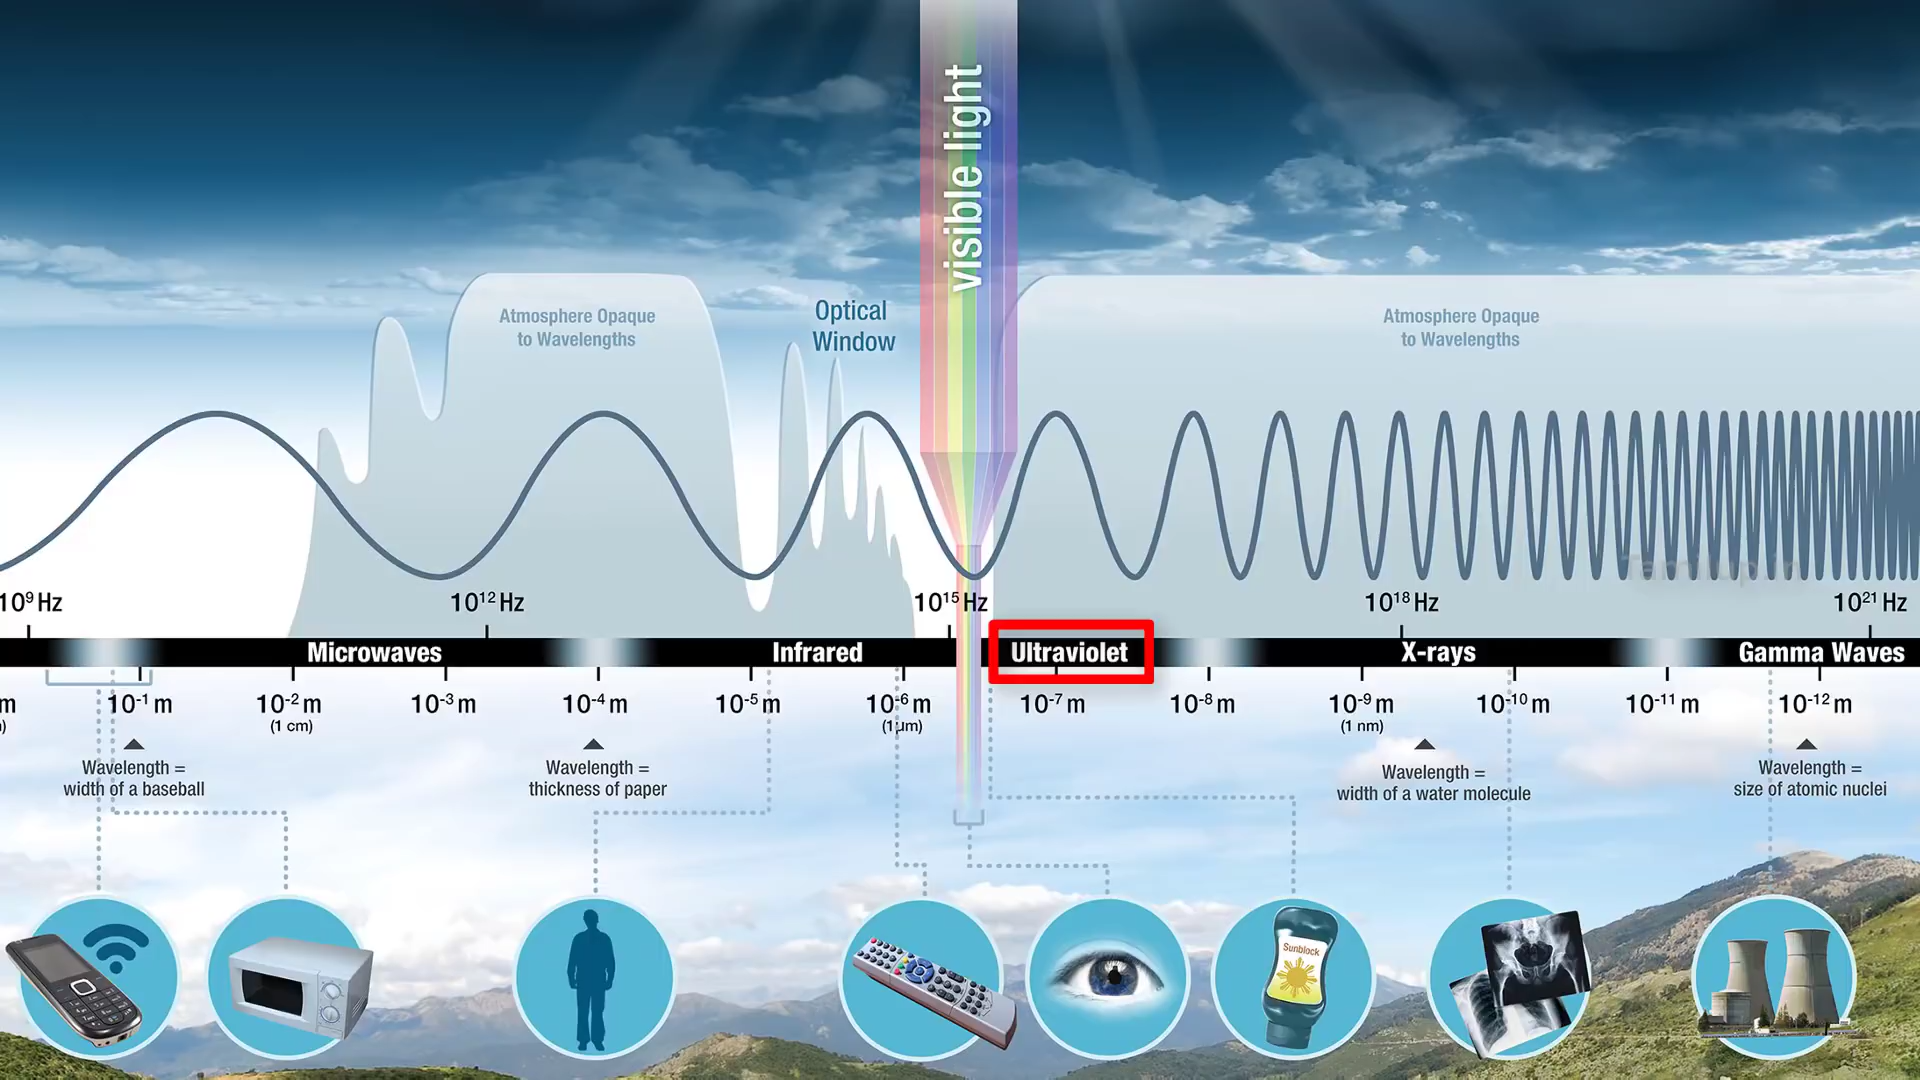 visible light
Atmosphere Opaque
to Wavelengths
Optical
Window
Atmosphere Opaque
to Wavelengths
Tamilup.in
10⁹ Hz
10¹² Hz
10¹⁵ Hz
10¹⁸ Hz
10²¹ Hz
Microwaves
Infrared
Ultraviolet
X-rays
Gamma Waves
m
10⁻¹ m
10⁻² m
(1 cm)
10⁻³ m
10⁻⁴ m
10⁻⁵ m
10⁻⁶ m
(1µm)
10⁻⁷ m
10⁻⁸ m
10⁻⁹ m
(1 nm)
10⁻¹⁰ m
10⁻¹¹ m
10⁻¹² m
Wavelength =
width of a baseball
Wavelength =
thickness of paper
Wavelength =
width of a water molecule
Wavelength =
size of atomic nuclei
Sunblock